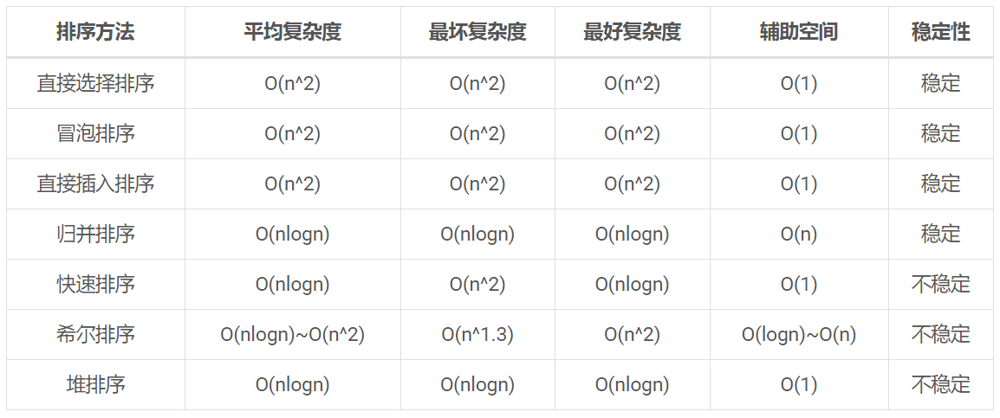 排序方法 平均复杂度 最坏复杂度 最好复杂度 辅助空间 稳定性
直接选择排序 O(n^2) O(n^2) O(n^2) O(1) 稳定
冒泡排序 O(n^2) O(n^2) O(n^2) O(1) 稳定
直接插入排序 O(n^2) O(n^2) O(n^2) O(1) 稳定
归并排序 O(nlogn) O(nlogn) O(nlogn) O(n) 稳定
快速排序 O(nlogn) O(n^2) O(nlogn) O(1) 不稳定
希尔排序 O(nlogn)~O(n^2) O(n^1.3) O(n^2) O(logn)~O(n) 不稳定
堆排序 O(nlogn) O(nlogn) O(nlogn) O(1) 不稳定